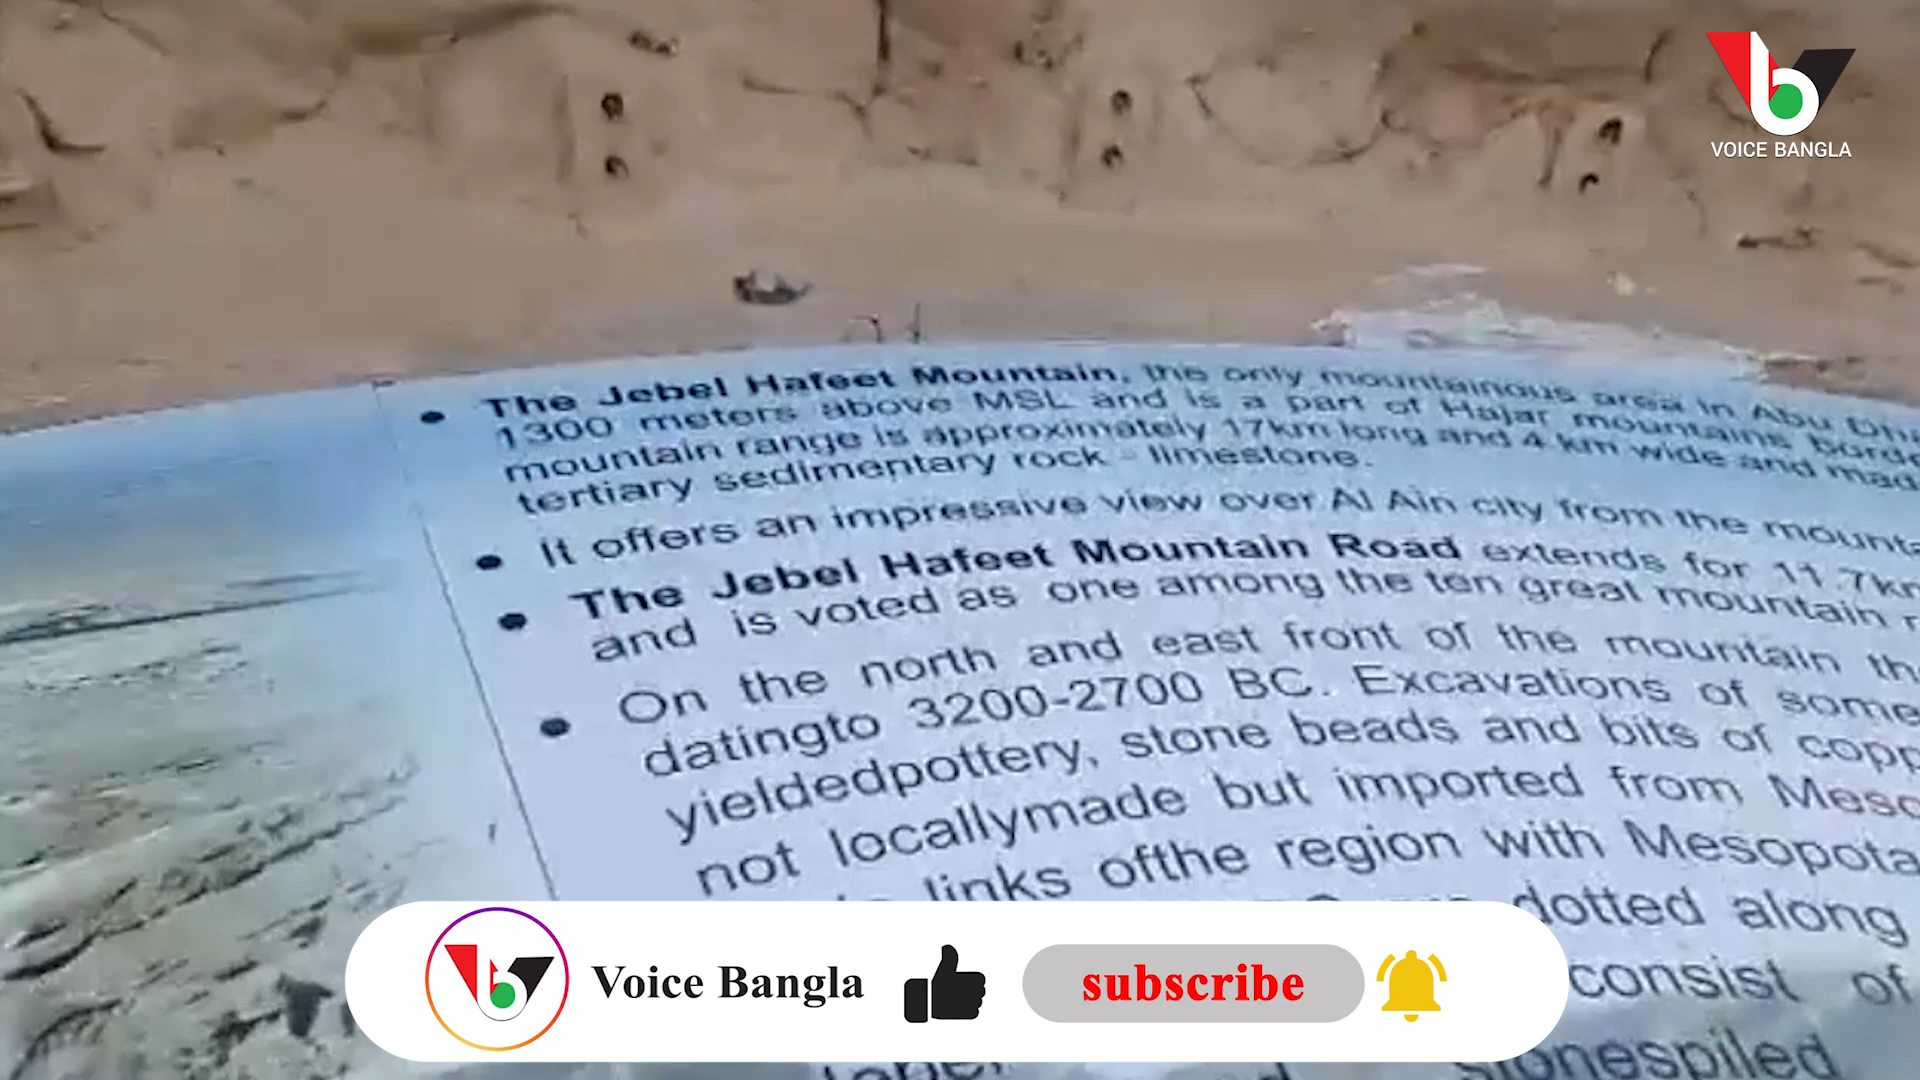 VOICE BANGLA
The Jebel Hafeet Mountain, the only mountainous area in Abu
1300 meters above MSL and is a part of Hajar mountains
mountain range is approximately 17km long and 4 km wide and
tertiary sedimentary rock - limestone.
It offers an impressive view over Al Ain city from the
The Jebel Hafeet Mountain Road extends for 11.7km
and is voted as one among the ten great mountain
On the north and east front of the mountain
datingto 3200-2700 BC. Excavations of some
yieldedpottery, stone beads and bits of
not locallymade but imported from
links ofthe region with
dotted along
consist of
stonespiled
Voice Bangla
subscribe